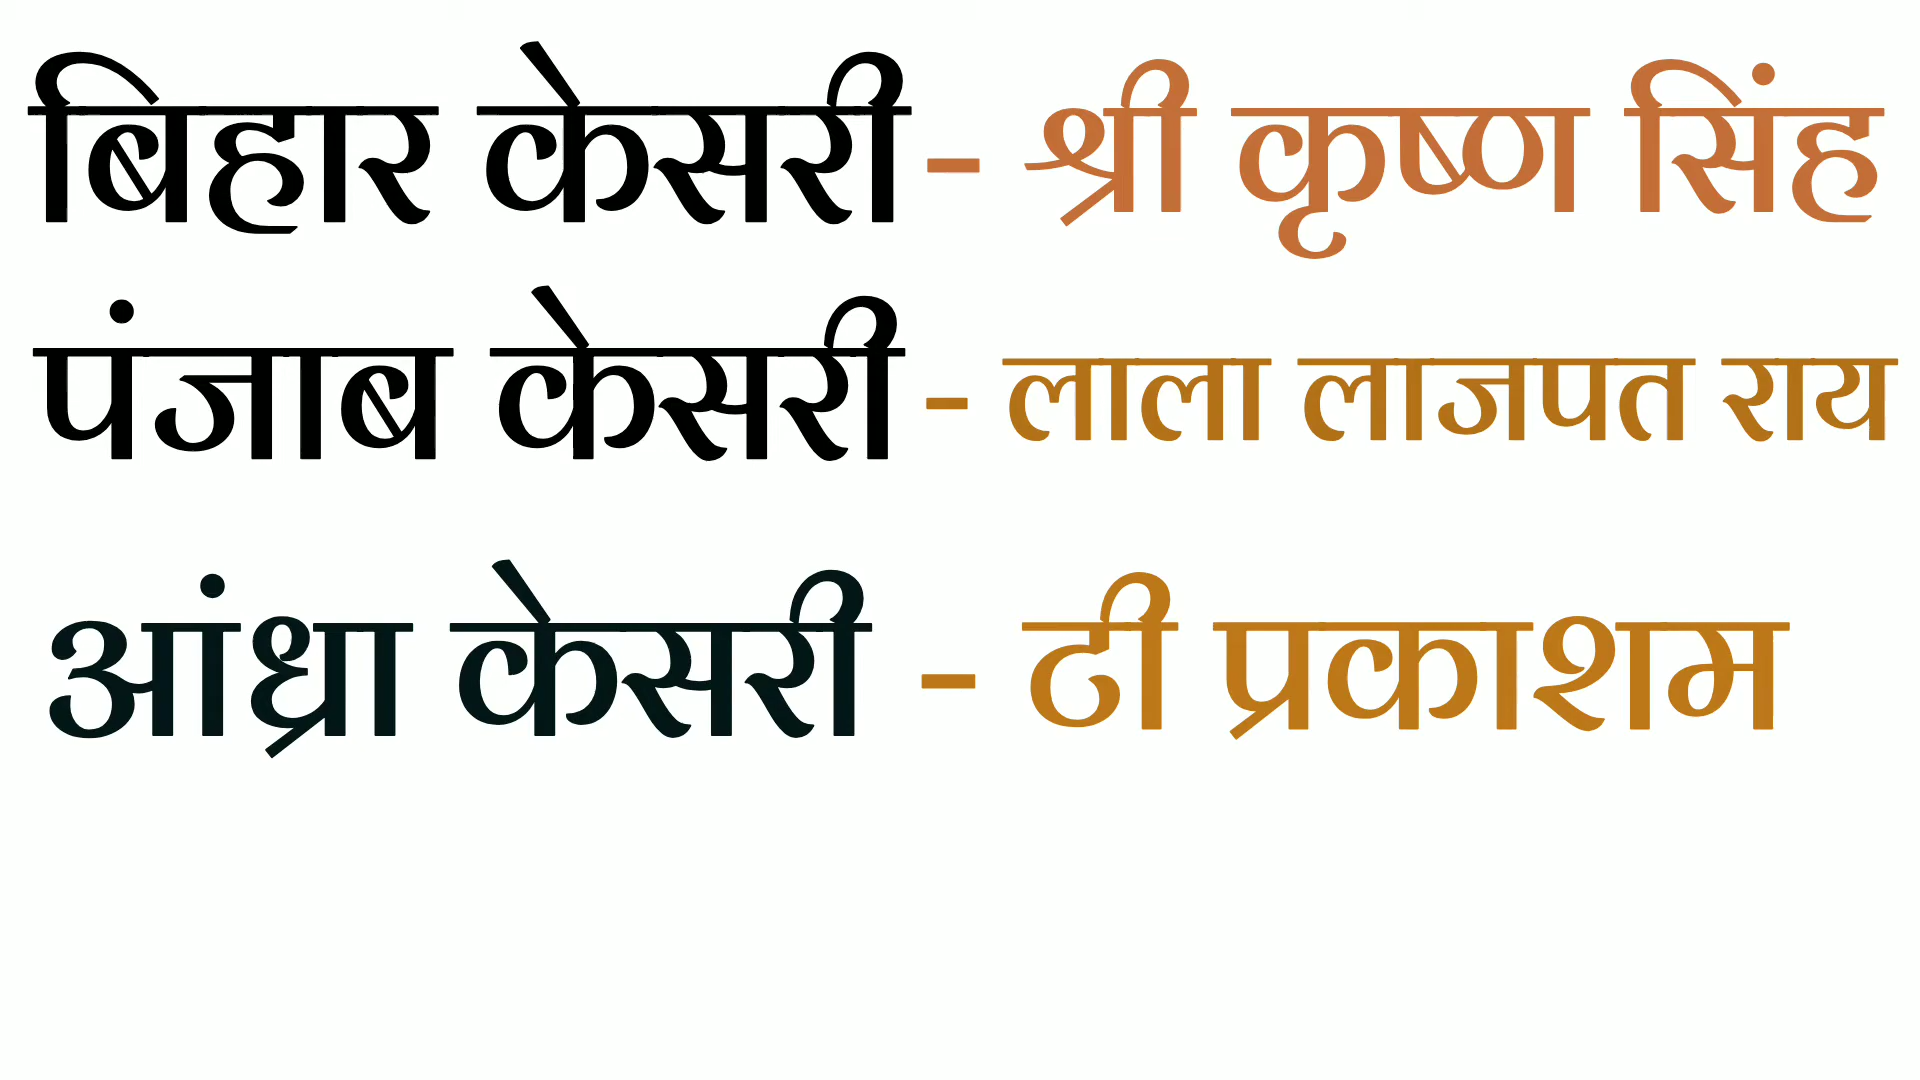 बिहार केसरी - श्री कृष्ण सिंह
पंजाब केसरी - लाला लाजपत राय
आंध्रा केसरी - टी प्रकाशम